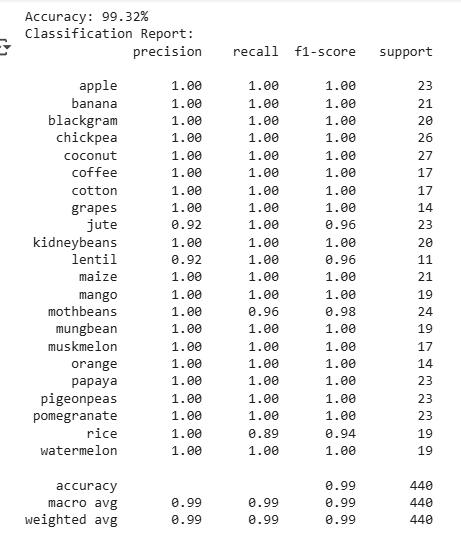 Accuracy: 99.32%
Classification Report:
              precision    recall  f1-score   support

       apple       1.00      1.00      1.00        23
      banana       1.00      1.00      1.00        21
   blackgram       1.00      1.00      1.00        20
    chickpea       1.00      1.00      1.00        26
     coconut       1.00      1.00      1.00        27
      coffee       1.00      1.00      1.00        17
      cotton       1.00      1.00      1.00        17
      grapes       1.00      1.00      1.00        14
        jute       0.92      1.00      0.96        23
 kidneybeans       1.00      1.00      1.00        20
      lentil       0.92      1.00      0.96        11
       maize       1.00      1.00      1.00        21
       mango       1.00      1.00      1.00        19
   mothbeans       1.00      0.96      0.98        24
    mungbean       1.00      1.00      1.00        19
   muskmelon       1.00      1.00      1.00        17
      orange       1.00      1.00      1.00        14
      papaya       1.00      1.00      1.00        23
  pigeonpeas       1.00      1.00      1.00        23
 pomegranate       1.00      1.00      1.00        23
        rice       1.00      0.89      0.94        19
  watermelon       1.00      1.00      1.00        19

    accuracy                           0.99       440
   macro avg       0.99      0.99      0.99       440
weighted avg       0.99      0.99      0.99       440